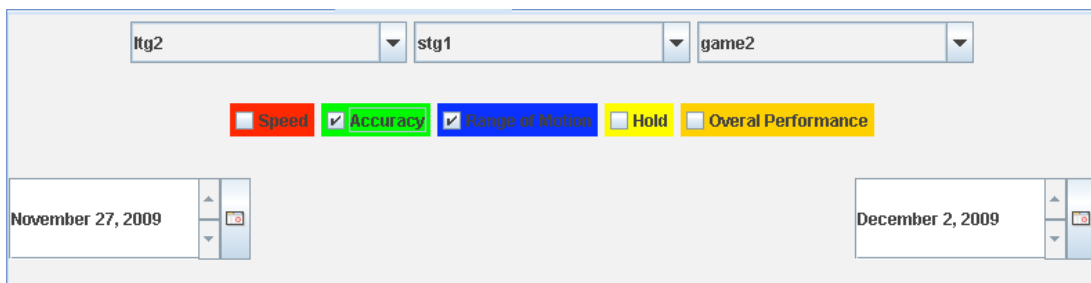 ltg2 stg1 game2
Speed Accuracy Range of Motion Hold Overal Performance
November 27, 2009 December 2, 2009